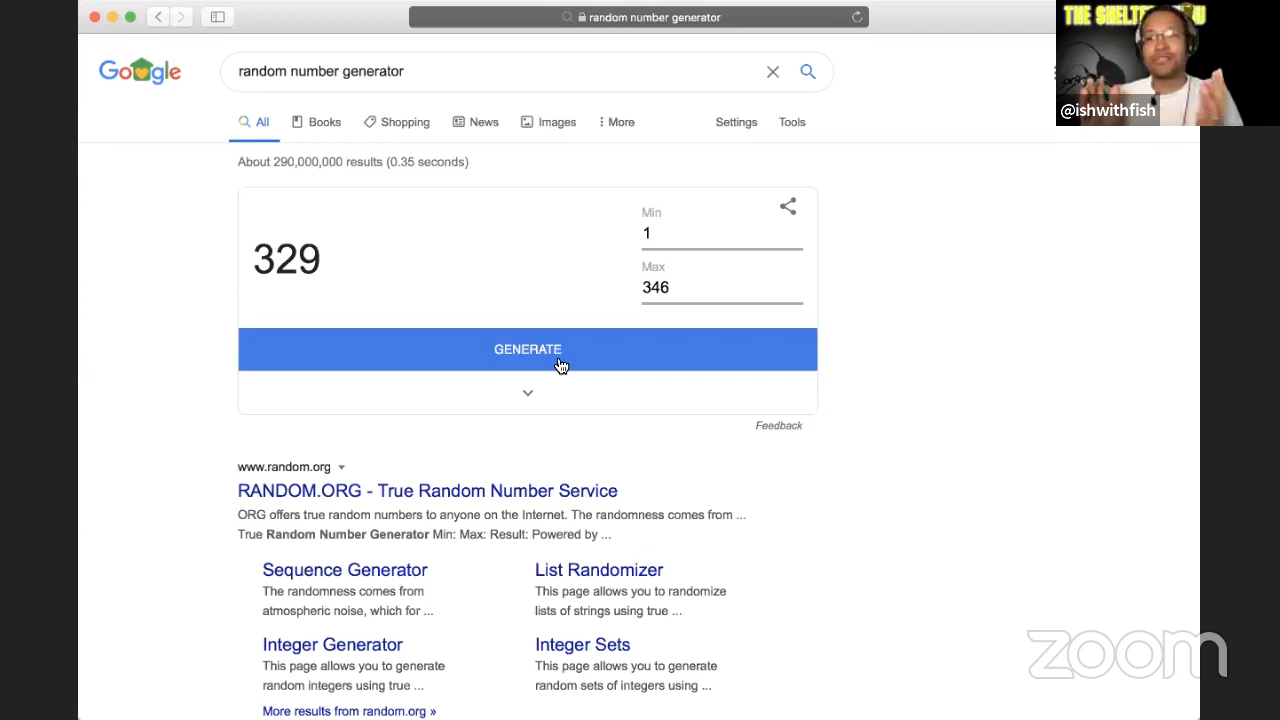 random number generator
THE SHELTER
@ishwithfish
Google
random number generator
All
Books
Shopping
News
Images
More
Settings
Tools
About 290,000,000 results (0.35 seconds)
329
Min
1
Max
346
GENERATE
Feedback
www.random.org
RANDOM.ORG - True Random Number Service
ORG offers true random numbers to anyone on the Internet. The randomness comes from ...
True Random Number Generator Min: Max: Result: Powered by ...
Sequence Generator
The randomness comes from
atmospheric noise, which for ...
List Randomizer
This page allows you to randomize
lists of strings using true ...
Integer Generator
This page allows you to generate
random integers using true ...
Integer Sets
This page allows you to generate
random sets of integers using ...
More results from random.org »
zoom